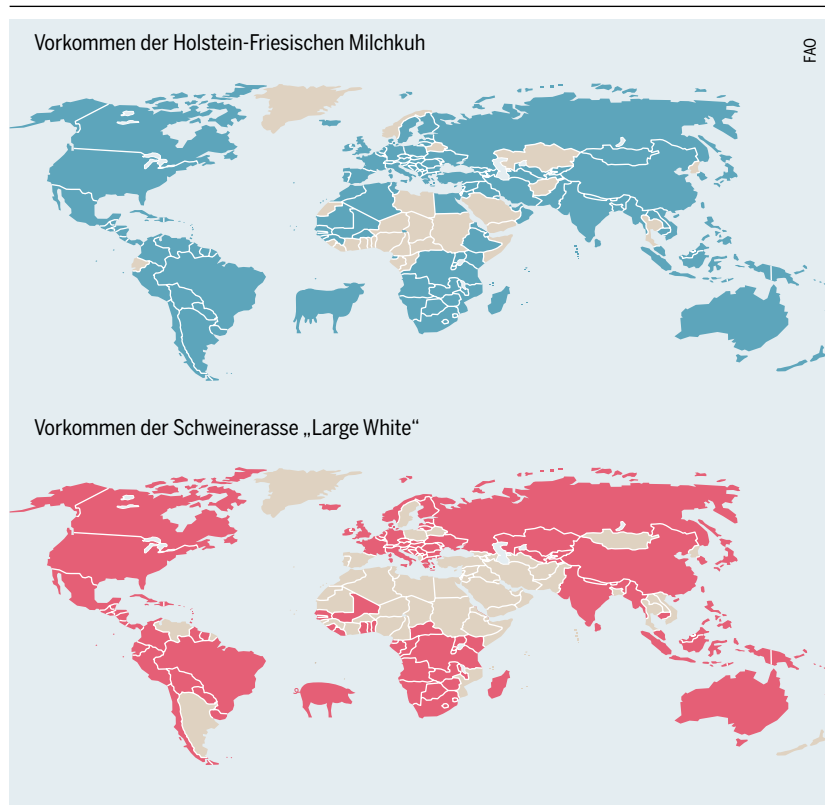 Vorkommen der Holstein-Friesischen Milchkuh
FAO
Vorkommen der Schweinerasse „Large White“